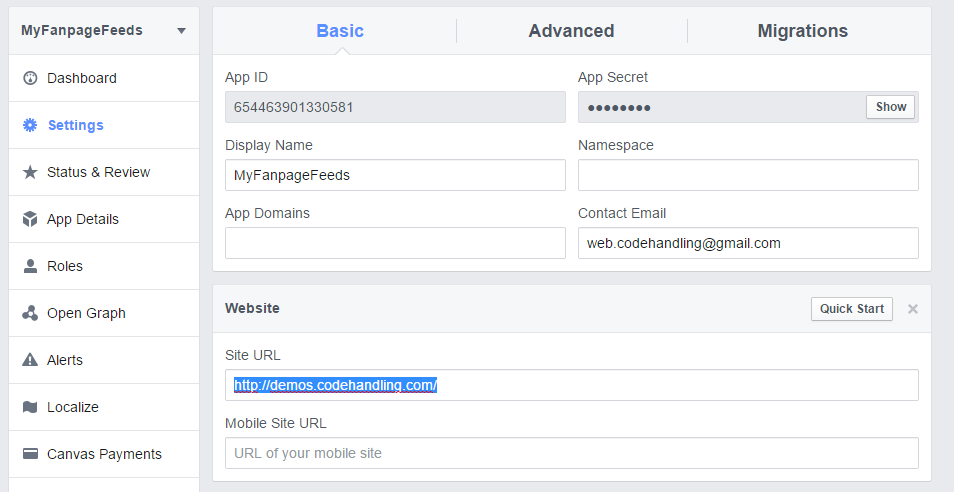 MyFanpageFeeds
Dashboard
Settings
Status & Review
App Details
Roles
Open Graph
Alerts
Localize
Canvas Payments
Basic
Advanced
Migrations
App ID
App Secret
654463901330581
●●●●●●●●
Show
Display Name
Namespace
MyFanpageFeeds
App Domains
Contact Email
web.codehandling@gmail.com
Website
Quick Start
Site URL
http://demos.codehandling.com/
Mobile Site URL
URL of your mobile site